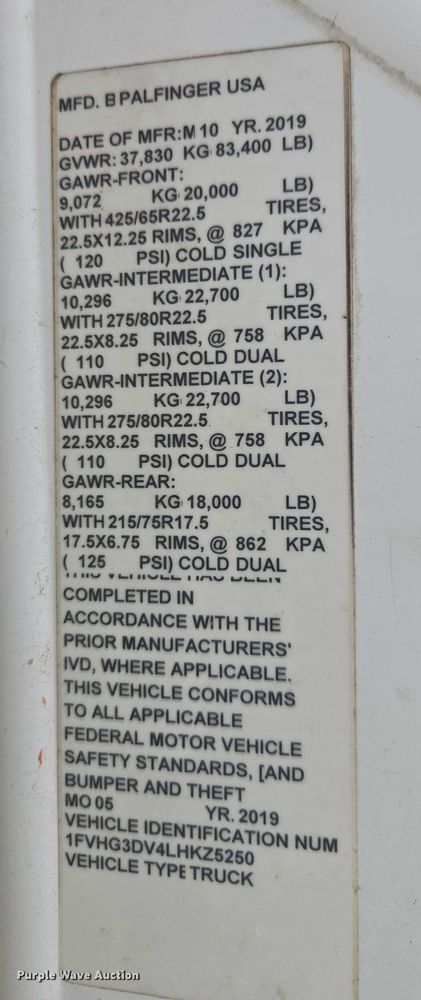 MFD. B PALFINGER USA
DATE OF MFR:M 10 YR. 2019
GVWR: 37,830 KG 83,400 LB)
GAWR-FRONT:
9,072 KG 20,000 LB)
WITH 425/65R22.5 TIRES,
22.5X12.25 RIMS, @ 827 KPA
( 120 PSI) COLD SINGLE
GAWR-INTERMEDIATE (1):
10,296 KG 22,700 LB)
WITH 275/80R22.5 TIRES,
22.5X8.25 RIMS, @ 758 KPA
( 110 PSI) COLD DUAL
GAWR-INTERMEDIATE (2):
10,296 KG 22,700 LB)
WITH 275/80R22.5 TIRES,
22.5X8.25 RIMS, @ 758 KPA
( 110 PSI) COLD DUAL
GAWR-REAR:
8,165 KG 18,000 LB)
WITH 215/75R17.5 TIRES,
17.5X6.75 RIMS, @ 862 KPA
( 125 PSI) COLD DUAL
THIS VEHICLE HAS BEEN
COMPLETED IN
ACCORDANCE WITH THE
PRIOR MANUFACTURERS'
IVD, WHERE APPLICABLE.
THIS VEHICLE CONFORMS
TO ALL APPLICABLE
FEDERAL MOTOR VEHICLE
SAFETY STANDARDS, [AND
BUMPER AND THEFT
MO 05 YR. 2019
VEHICLE IDENTIFICATION NUM
1FVHG3DV4LHKZ5250
VEHICLE TYPE TRUCK
Purple Wave Auction